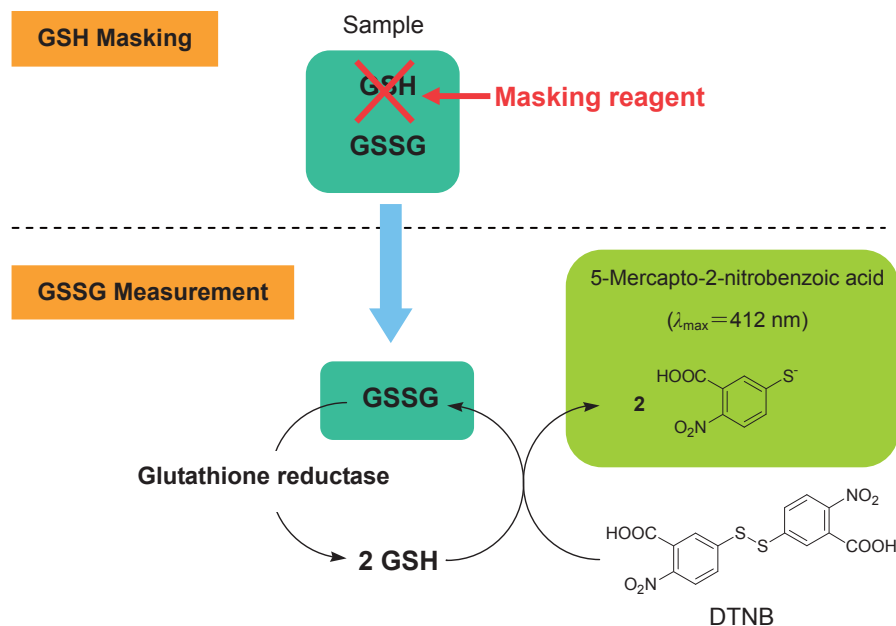 GSH Masking
Sample
GSH
Masking reagent
GSSG
GSSG Measurement
5-Mercapto-2-nitrobenzoic acid
(λmax=412 nm)
HOOC
S-
2
O2N
GSSG
Glutathione reductase
2 GSH
NO2
HOOC
S
S
COOH
O2N
DTNB